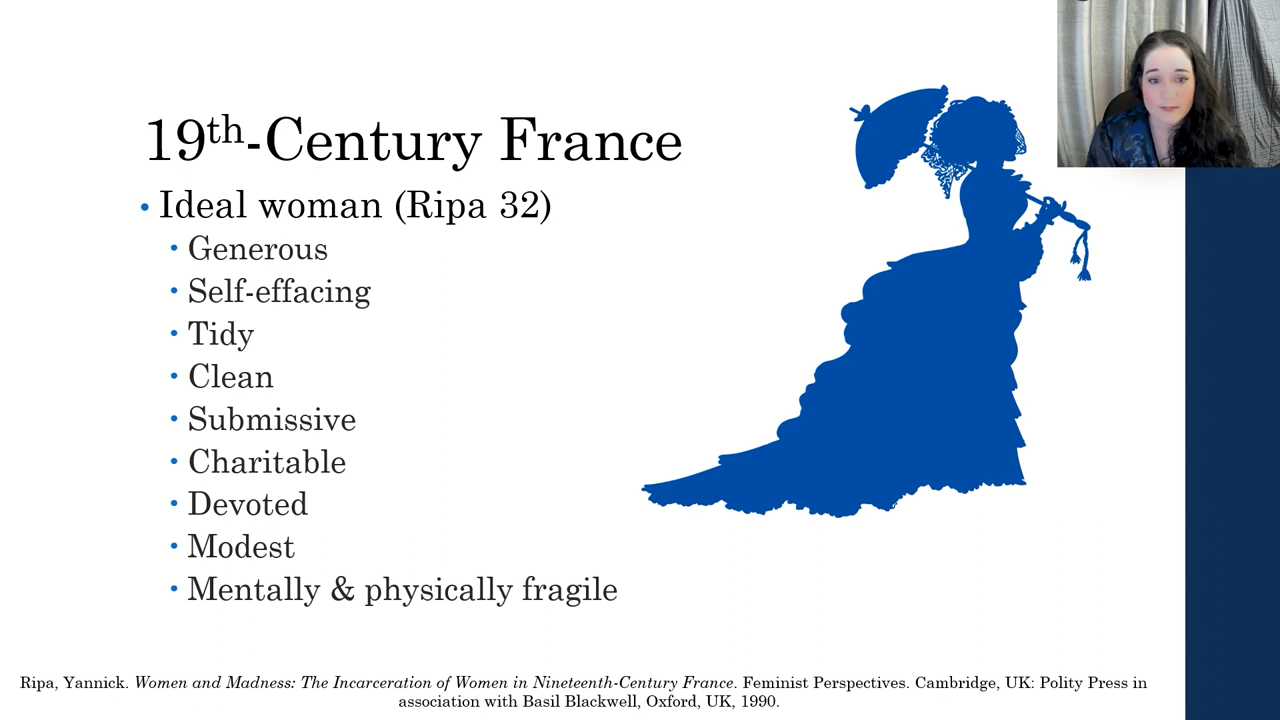 19th-Century France
• Ideal woman (Ripa 32)
• Generous
• Self-effacing
• Tidy
• Clean
• Submissive
• Charitable
• Devoted
• Modest
• Mentally & physically fragile
Ripa, Yannick. Women and Madness: The Incarceration of Women in Nineteenth-Century France. Feminist Perspectives. Cambridge, UK: Polity Press in
association with Basil Blackwell, Oxford, UK, 1990.